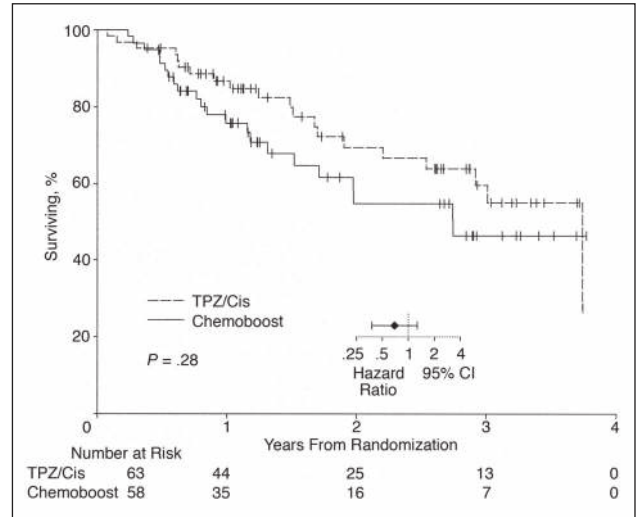 100
80
60
40
20
Surviving, %
TPZ/Cis
Chemoboost
P = .28
.25 .5 1 2 4
Hazard 95% CI
Ratio
0 1 2 3 4
Years From Randomization
Number at Risk
TPZ/Cis 63 44 25 13 0
Chemoboost 58 35 16 7 0